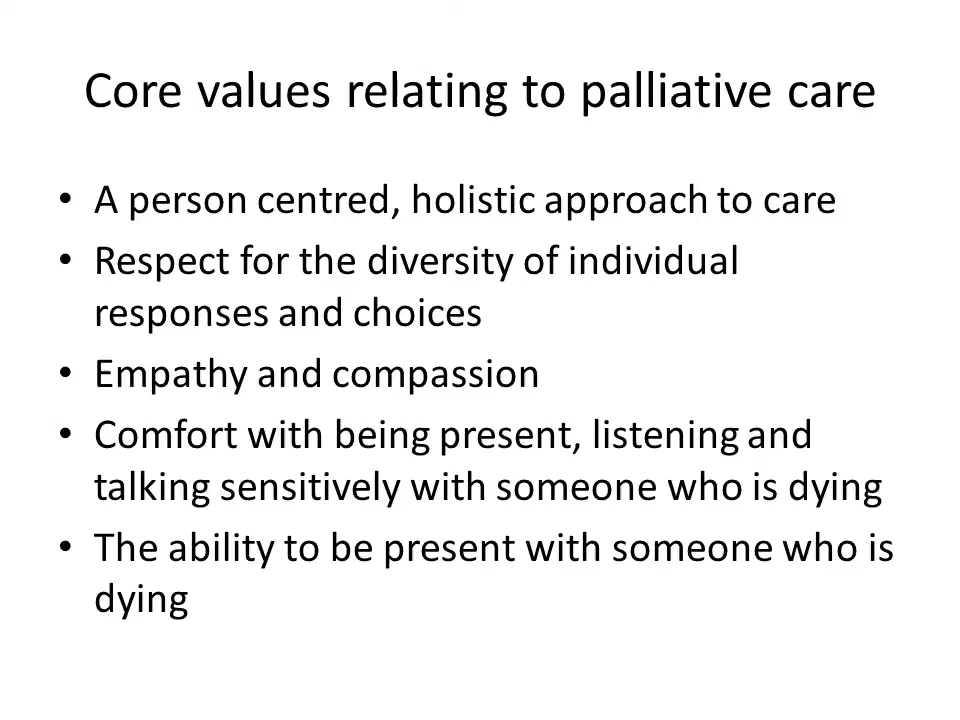 Core values relating to palliative care
• A person centred, holistic approach to care
• Respect for the diversity of individual
responses and choices
• Empathy and compassion
• Comfort with being present, listening and
talking sensitively with someone who is dying
• The ability to be present with someone who is
dying